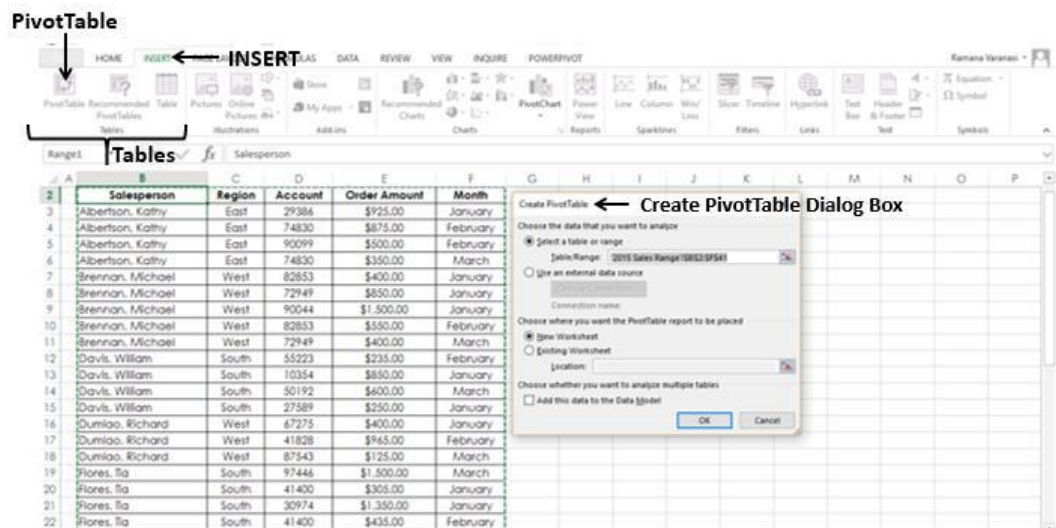 PivotTable
HOME INSERT PAGE LAYOUT FORMULAS DATA REVIEW VIEW INQUIRE POWERPIVOT Ramana Varanasi
INSERT
PivotTable Recommended PivotTables Table Pictures Online Pictures Store My Apps Recommended Charts PivotChart Power View Line Column Win/Loss Slicer Timeline Hyperlink Text Box Header & Footer Equation Symbol
Tables Illustrations Add-ins Charts Reports Sparklines Filters Links Text Symbols
Tables
Range1 fx Salesperson
A B C D E F G H I J K L M N O P
2 Salesperson Region Account Order Amount Month
3 Albertson, Kathy East 29386 $925.00 January
4 Albertson, Kathy East 74830 $875.00 February
5 Albertson, Kathy East 90099 $500.00 February
6 Albertson, Kathy East 74830 $350.00 March
7 Brennan, Michael West 82853 $400.00 January
8 Brennan, Michael West 72949 $850.00 January
9 Brennan, Michael West 90044 $1,500.00 January
10 Brennan, Michael West 82853 $550.00 February
11 Brennan, Michael West 72949 $400.00 March
12 Davis, William South 55223 $235.00 February
13 Davis, William South 10354 $850.00 January
14 Davis, William South 50192 $600.00 March
15 Davis, William South 27589 $250.00 January
16 Dumlao, Richard West 67275 $400.00 January
17 Dumlao, Richard West 41828 $965.00 February
18 Dumlao, Richard West 87543 $125.00 March
19 Flores, Tia South 97446 $1,500.00 March
20 Flores, Tia South 41400 $305.00 January
21 Flores, Tia South 30974 $1,350.00 January
22 Flores, Tia South 41400 $435.00 February
Create PivotTable
Create PivotTable Dialog Box
Choose the data that you want to analyze
Select a table or range
Table/Range: '2015 Sales Range'!$B$2:$F$41
Use an external data source
Choose Connection...
Connection name:
Choose where you want the PivotTable report to be placed
New Worksheet
Existing Worksheet
Location:
Choose whether you want to analyze multiple tables
Add this data to the Data Model
OK Cancel